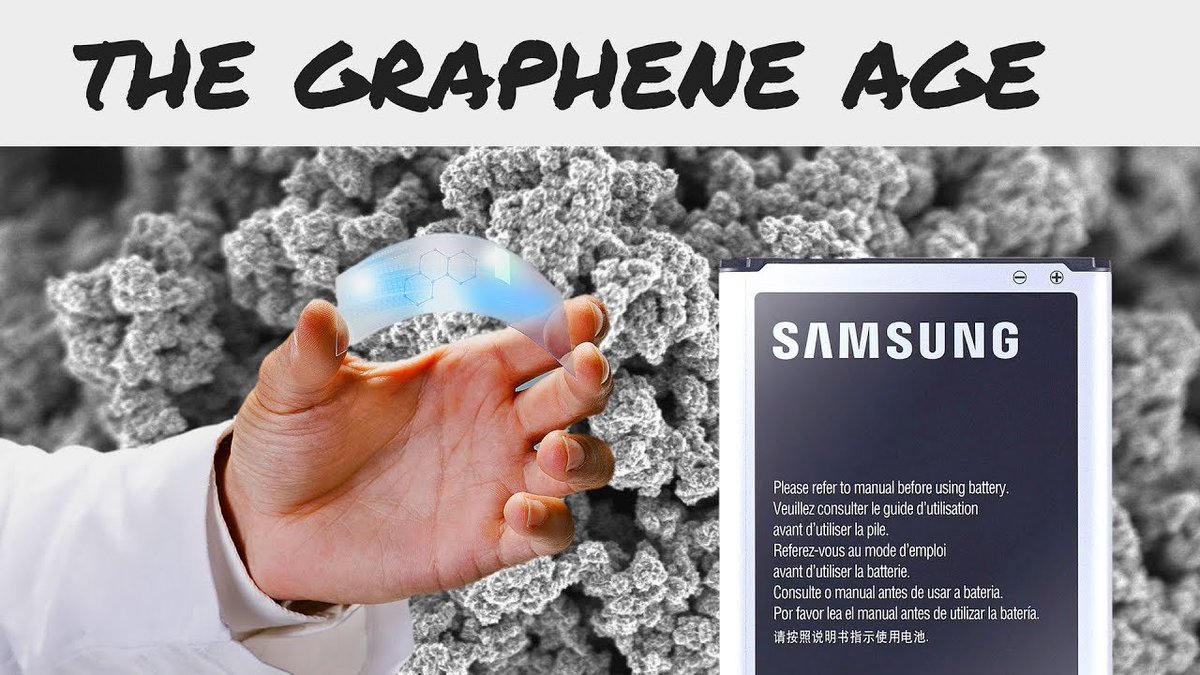 THE GRAPHENE AGE
SAMSUNG
Please refer to manual before using battery.
Veuillez consulter le guide d'utilisation
avant d'utiliser la pile.
Referez-vous au mode d'emploi
avant d'utiliser la batterie.
Consulte o manual antes de usar a bateria.
Por favor lea el manual antes de utilizar la batería.
请按照说明书指示使用电池.